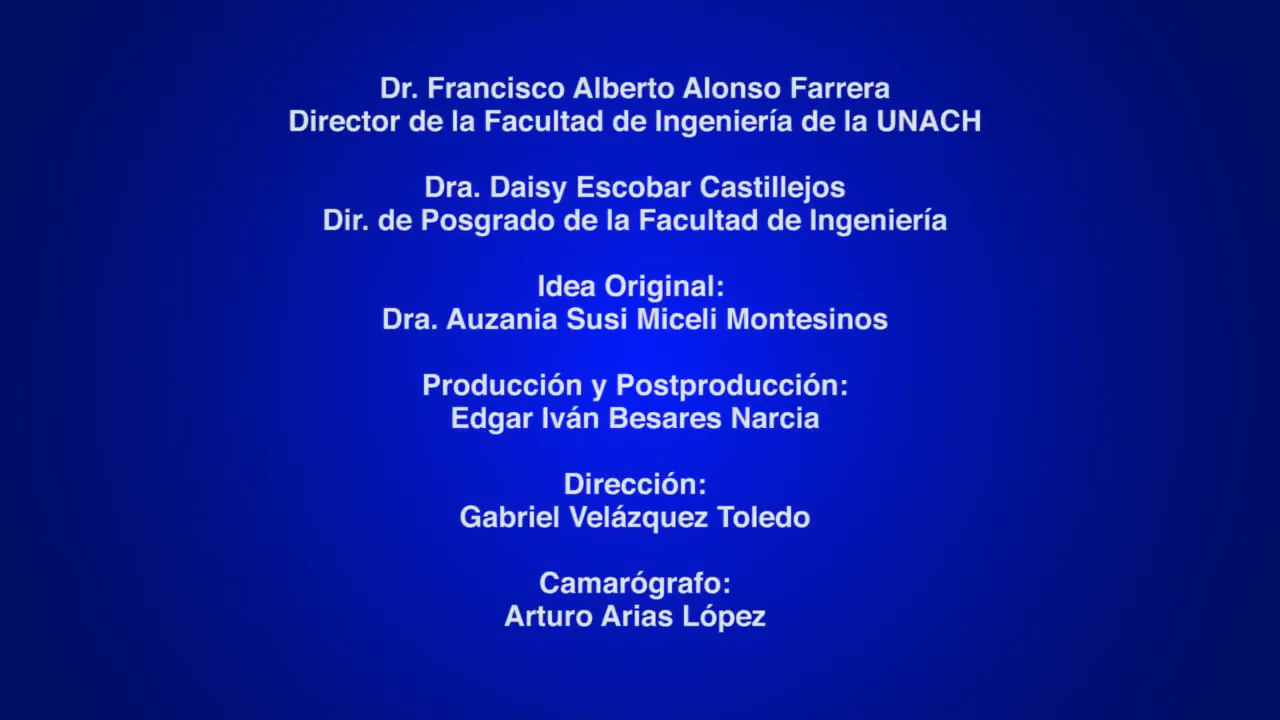 Dr. Francisco Alberto Alonso Farrera
Director de la Facultad de Ingeniería de la UNACH
Dra. Daisy Escobar Castillejos
Dir. de Posgrado de la Facultad de Ingeniería
Idea Original:
Dra. Auzania Susi Miceli Montesinos
Producción y Postproducción:
Edgar Iván Besares Narcia
Dirección:
Gabriel Velázquez Toledo
Camarógrafo:
Arturo Arias López